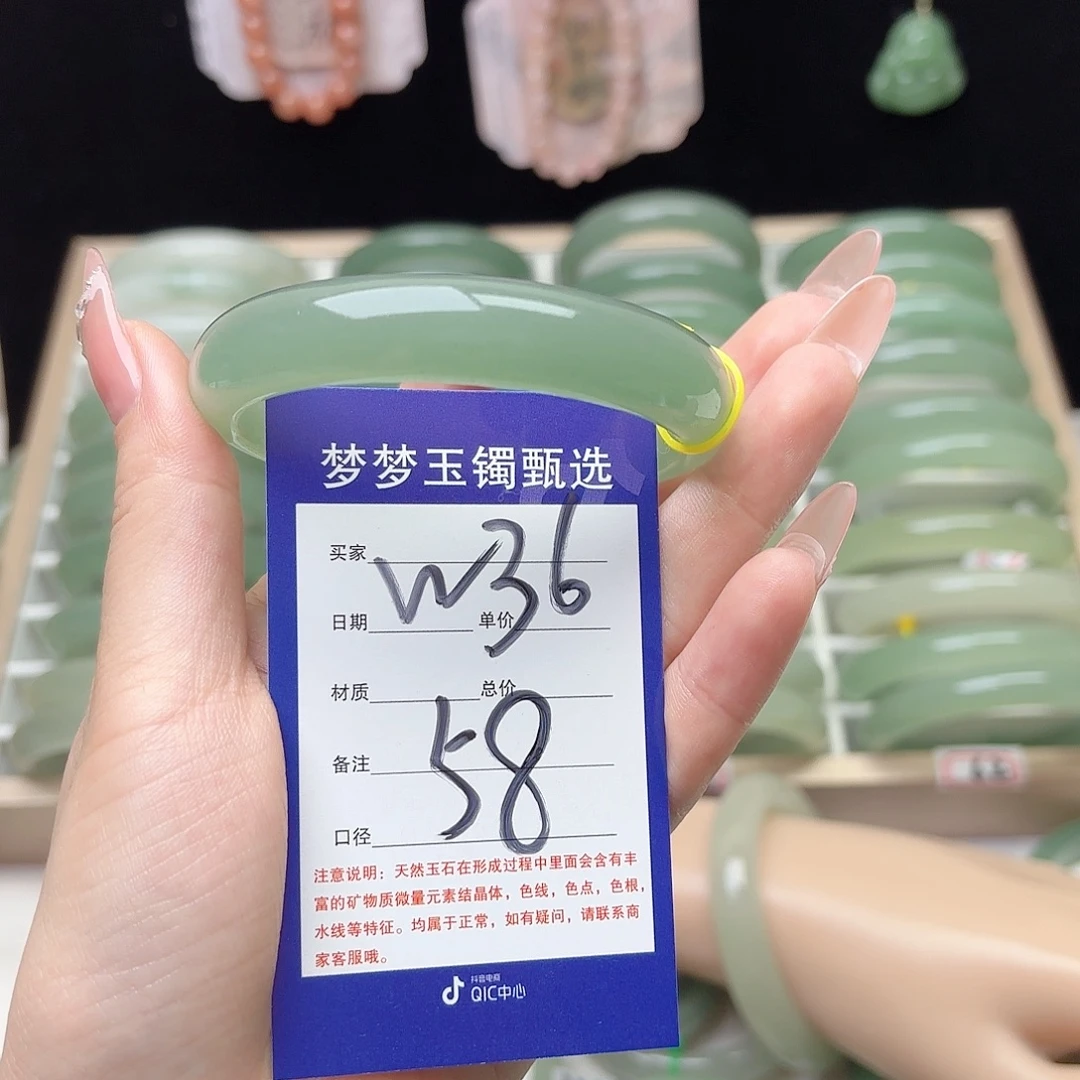 梦梦玉镯甄选
买家
W36
日期 单价
材质 总价
58
备注
口径
注意说明：天然玉石在形成过程中里面会含有丰
富的矿物质微量元素结晶体，色线，色点，色根，
水线等特征。均属于正常，如有疑问，请联系商
家客服哦。
抖音电商
QIC中心